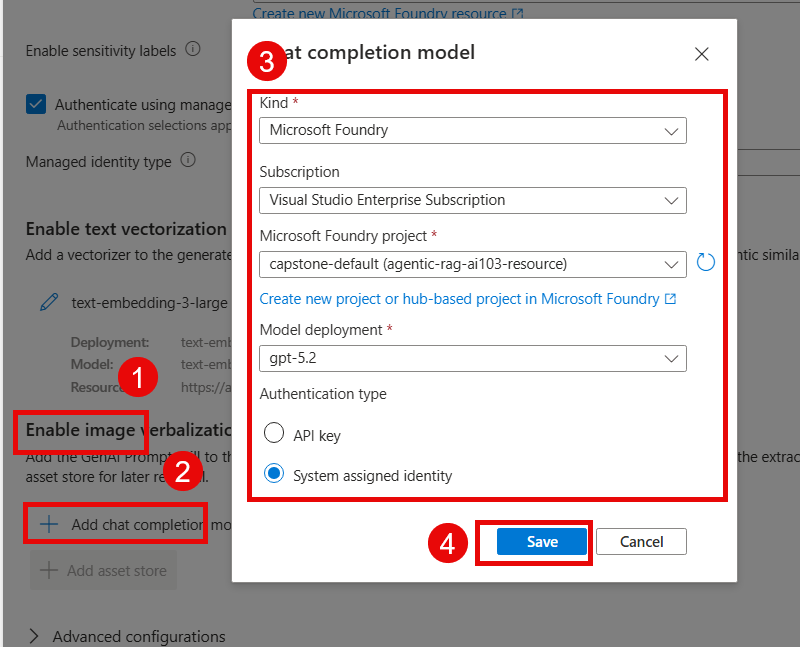 Create new Microsoft Foundry resource
Enable sensitivity labels
Authenticate using manage
Authentication selections app
Managed identity type
Enable text vectorization
Add a vectorizer to the generate
ntic simila
text-embedding-3-large
Deployment: text-emb
Model: text-emb
Resourc https://a
1
Enable image verbalizatio
Add the GenAI Prompt
ill to th
the extrac
asset store for later re
l.
2
Add chat completion mo
Add asset store
Advanced configurations
3
at completion model
Kind *
Microsoft Foundry
Subscription
Visual Studio Enterprise Subscription
Microsoft Foundry project *
capstone-default (agentic-rag-ai103-resource)
Create new project or hub-based project in Microsoft Foundry
Model deployment *
gpt-5.2
Authentication type
API key
System assigned identity
4
Save
Cancel